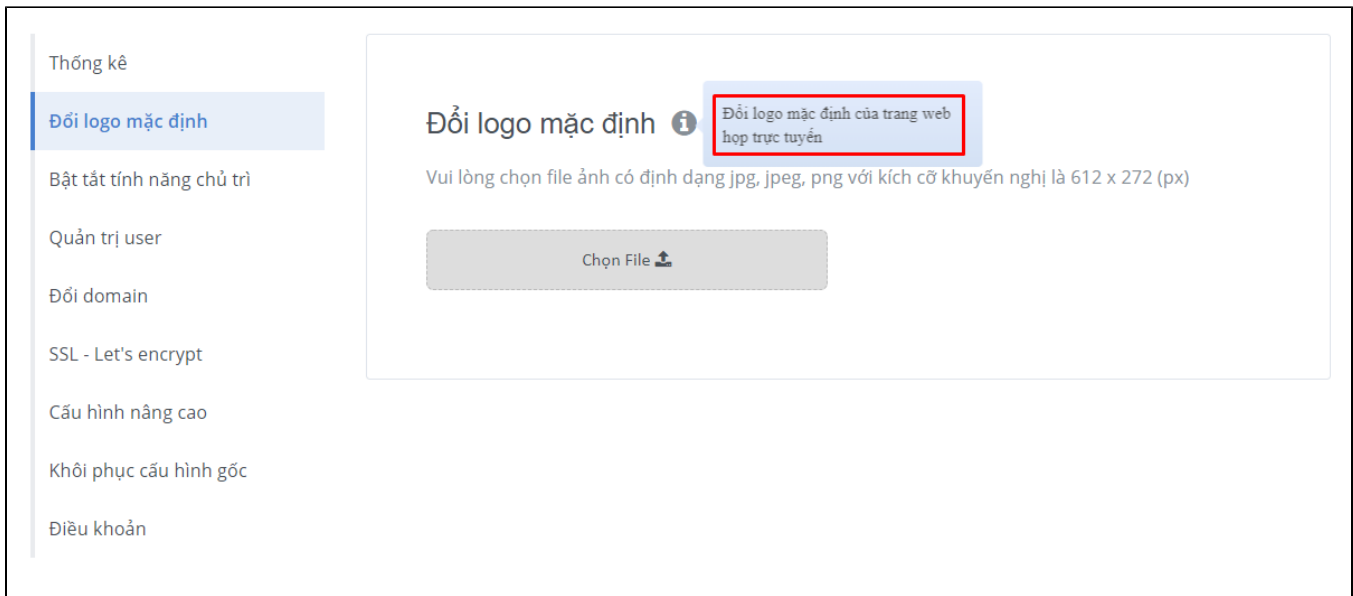 Thống kê
Đổi logo mặc định
Bật tắt tính năng chủ trì
Quản trị user
Đổi domain
SSL - Let's encrypt
Cấu hình nâng cao
Khôi phục cấu hình gốc
Điều khoản
Đổi logo mặc định
Đổi logo mặc định của trang web
họp trực tuyến
Vui lòng chọn file ảnh có định dạng jpg, jpeg, png với kích cỡ khuyến nghị là 612 x 272 (px)
Chọn File